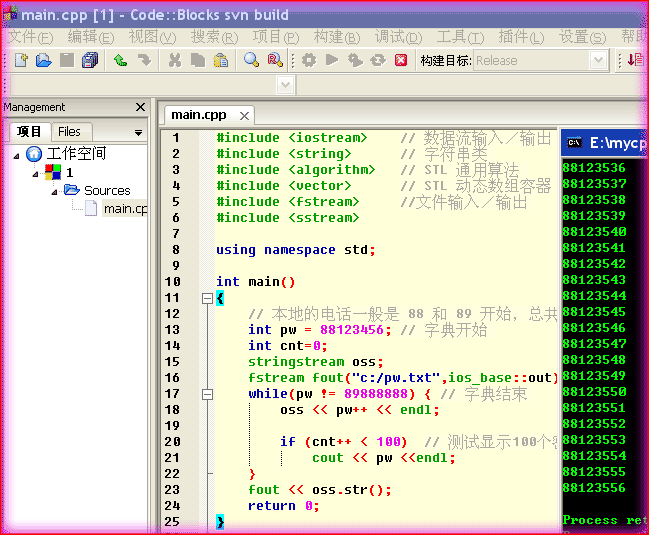 main.cpp [1] - Code::Blocks svn build
文件(F) 编辑(E) 视图(V) 搜索(R) 项目(P) 构建(B) 调试(D) 工具(T) 插件(L) 设置(S) 帮助
构建目标: Release
Management
项目 Files
工作空间
1
Sources
main.cp
main.cpp
1 #include <iostream> // 数据流输入／输出
2 #include <string> // 字符串类
3 #include <algorithm> // STL 通用算法
4 #include <vector> // STL 动态数组容器
5 #include <fstream> //文件输入／输出
6 #include <sstream>
7
8 using namespace std;
9
10 int main()
11 {
12 // 本地的电话一般是 88 和 89 开始, 总共
13 int pw = 88123456; // 字典开始
14 int cnt=0;
15 stringstream oss;
16 fstream fout("c:/pw.txt",ios_base::out)
17 while(pw != 89888888) { // 字典结束
18 oss << pw++ << endl;
19
20 if (cnt++ < 100) // 测试显示100个
21 cout << pw <<endl;
22 }
23 fout << oss.str();
24 return 0;
25 }
E:\mycp
88123536
88123537
88123538
88123539
88123540
88123541
88123542
88123543
88123544
88123545
88123546
88123547
88123548
88123549
88123550
88123551
88123552
88123553
88123554
88123555
88123556
Process ret